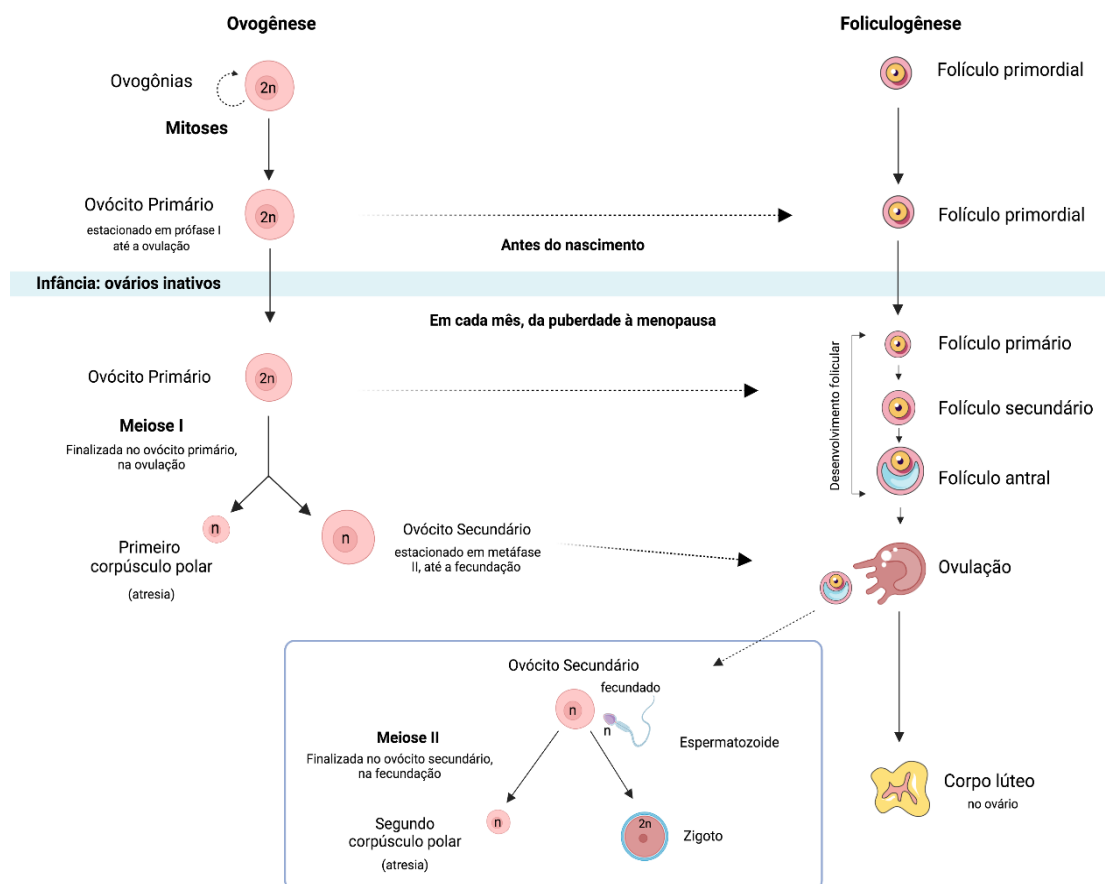 Ovogênese
Foliculogênese
Ovogônias
2n
Folículo primordial
Mitoses
Ovócito Primário
estacionado em prófase I
até a ovulação
2n
Folículo primordial
Antes do nascimento
Infância: ovários inativos
Em cada mês, da puberdade à menopausa
Ovócito Primário
2n
Desenvolvimento folicular
Folículo primário
Folículo secundário
Folículo antral
Meiose I
Finalizada no ovócito primário,
na ovulação
n
Primeiro
corpúsculo polar
(atresia)
n
Ovócito Secundário
estacionado em metáfase
II, até a fecundação
Ovulação
Ovócito Secundário
fecundado
n
n
Espermatozoide
Meiose II
Finalizada no ovócito secundário,
na fecundação
Segundo
corpúsculo polar
(atresia)
n
2n
Zigoto
Corpo lúteo
no ovário